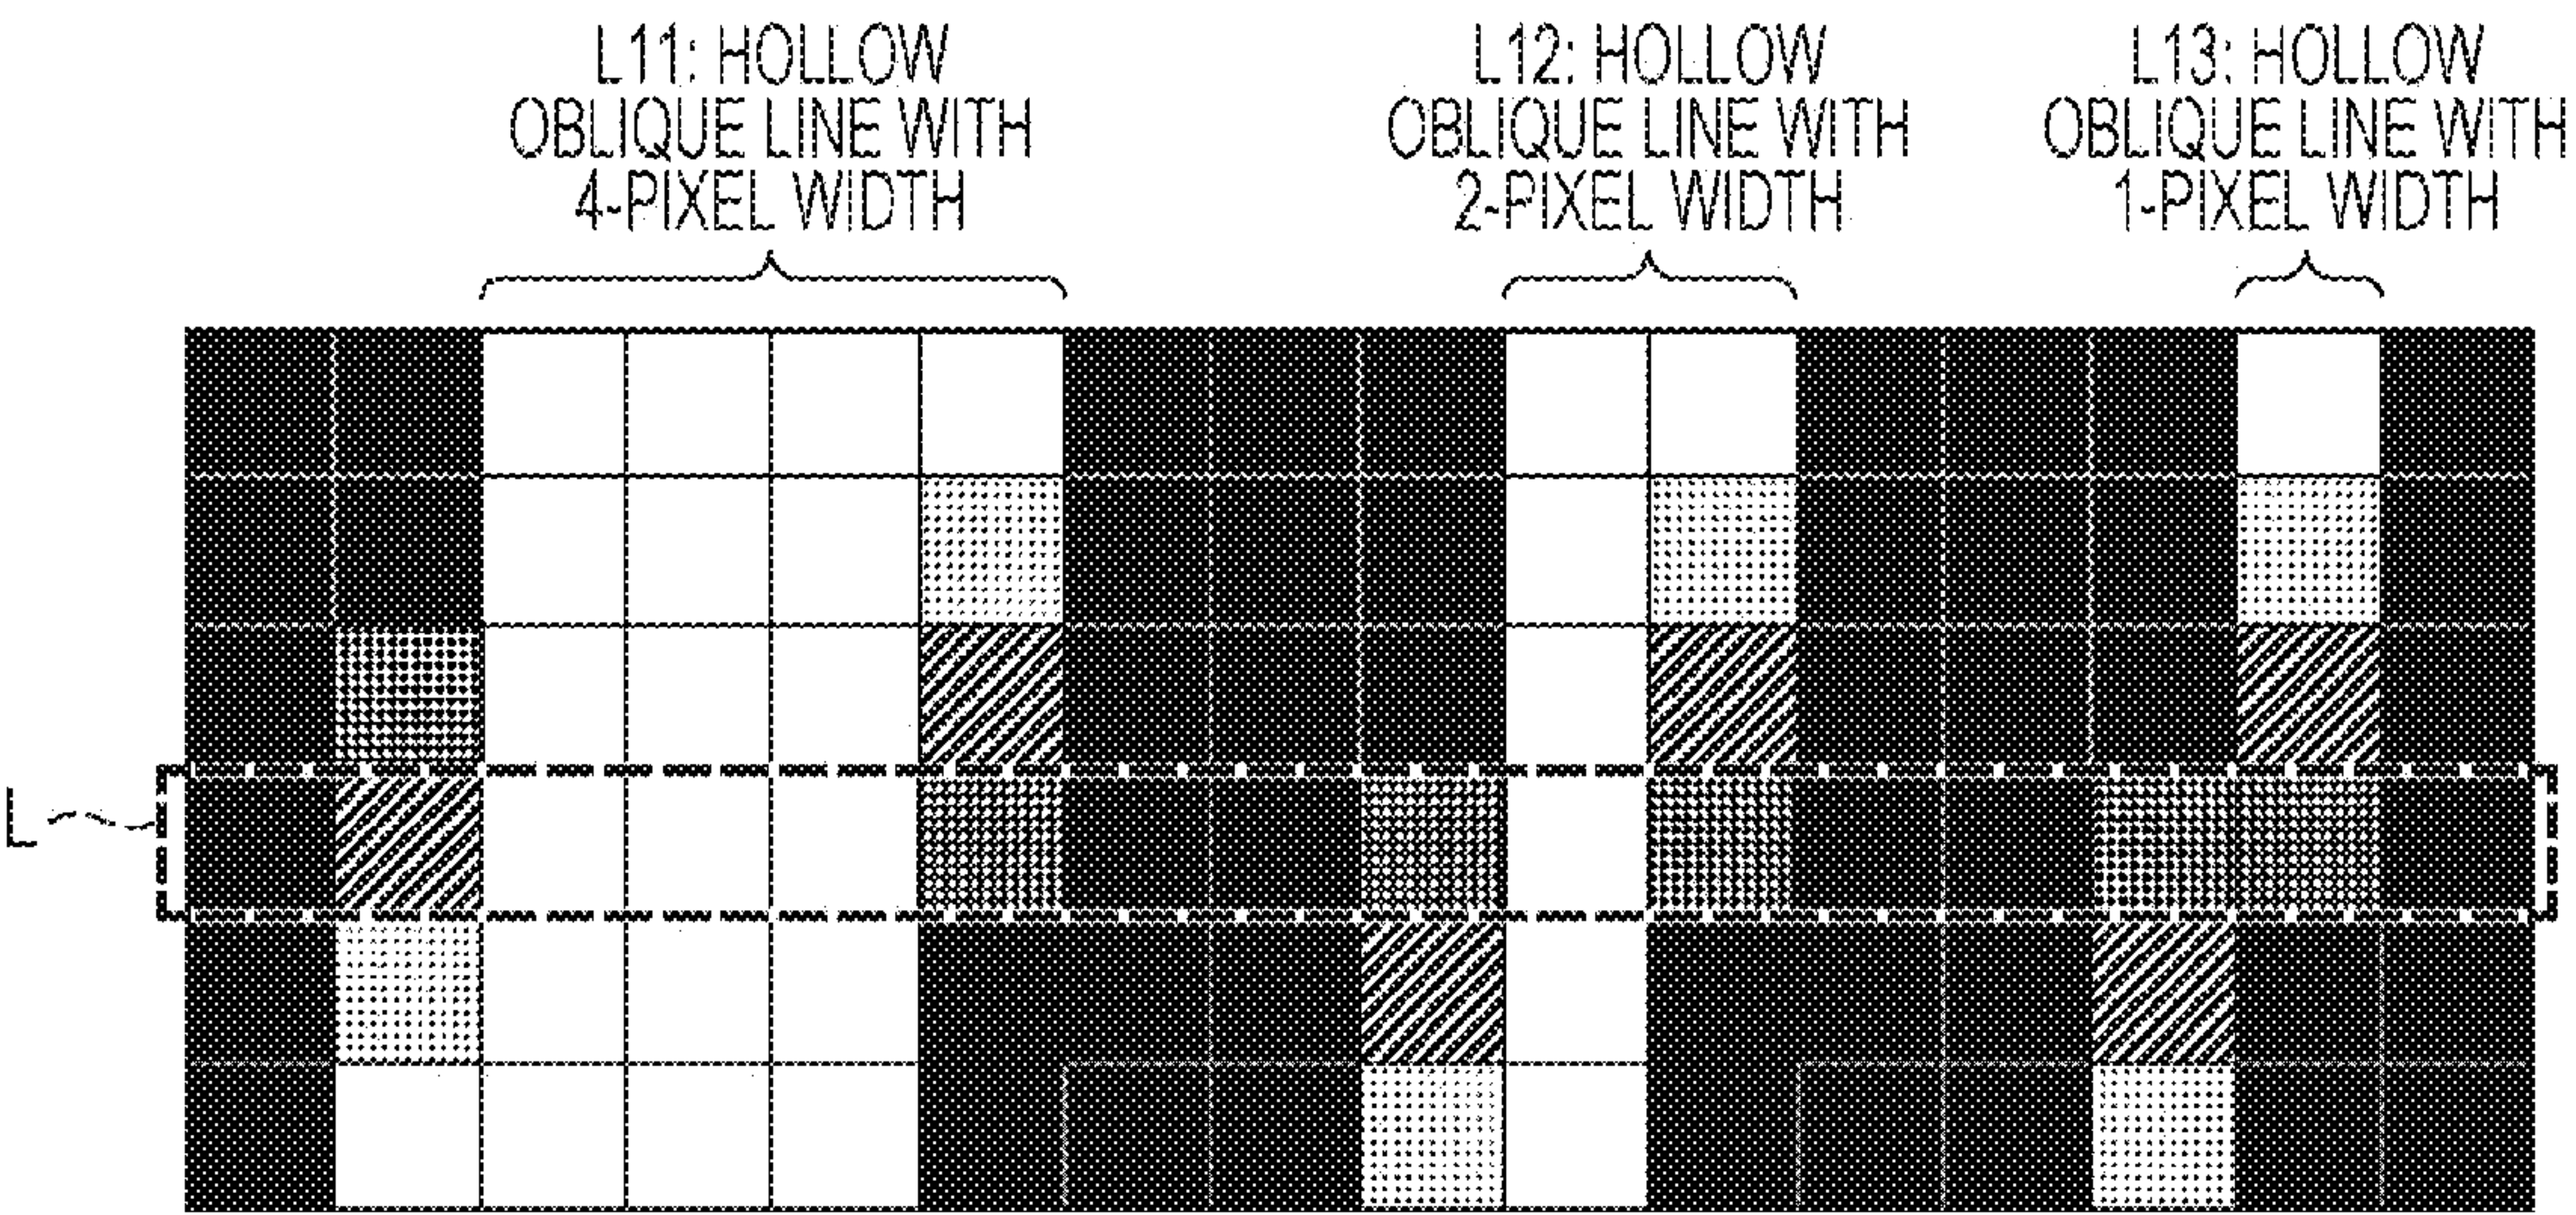 L11: HOLLOW
OBLIQUE LINE WITH
4-PIXEL WIDTH
L12: HOLLOW
OBLIQUE LINE WITH
2-PIXEL WIDTH
L13: HOLLOW
OBLIQUE LINE WITH
1-PIXEL WIDTH
L